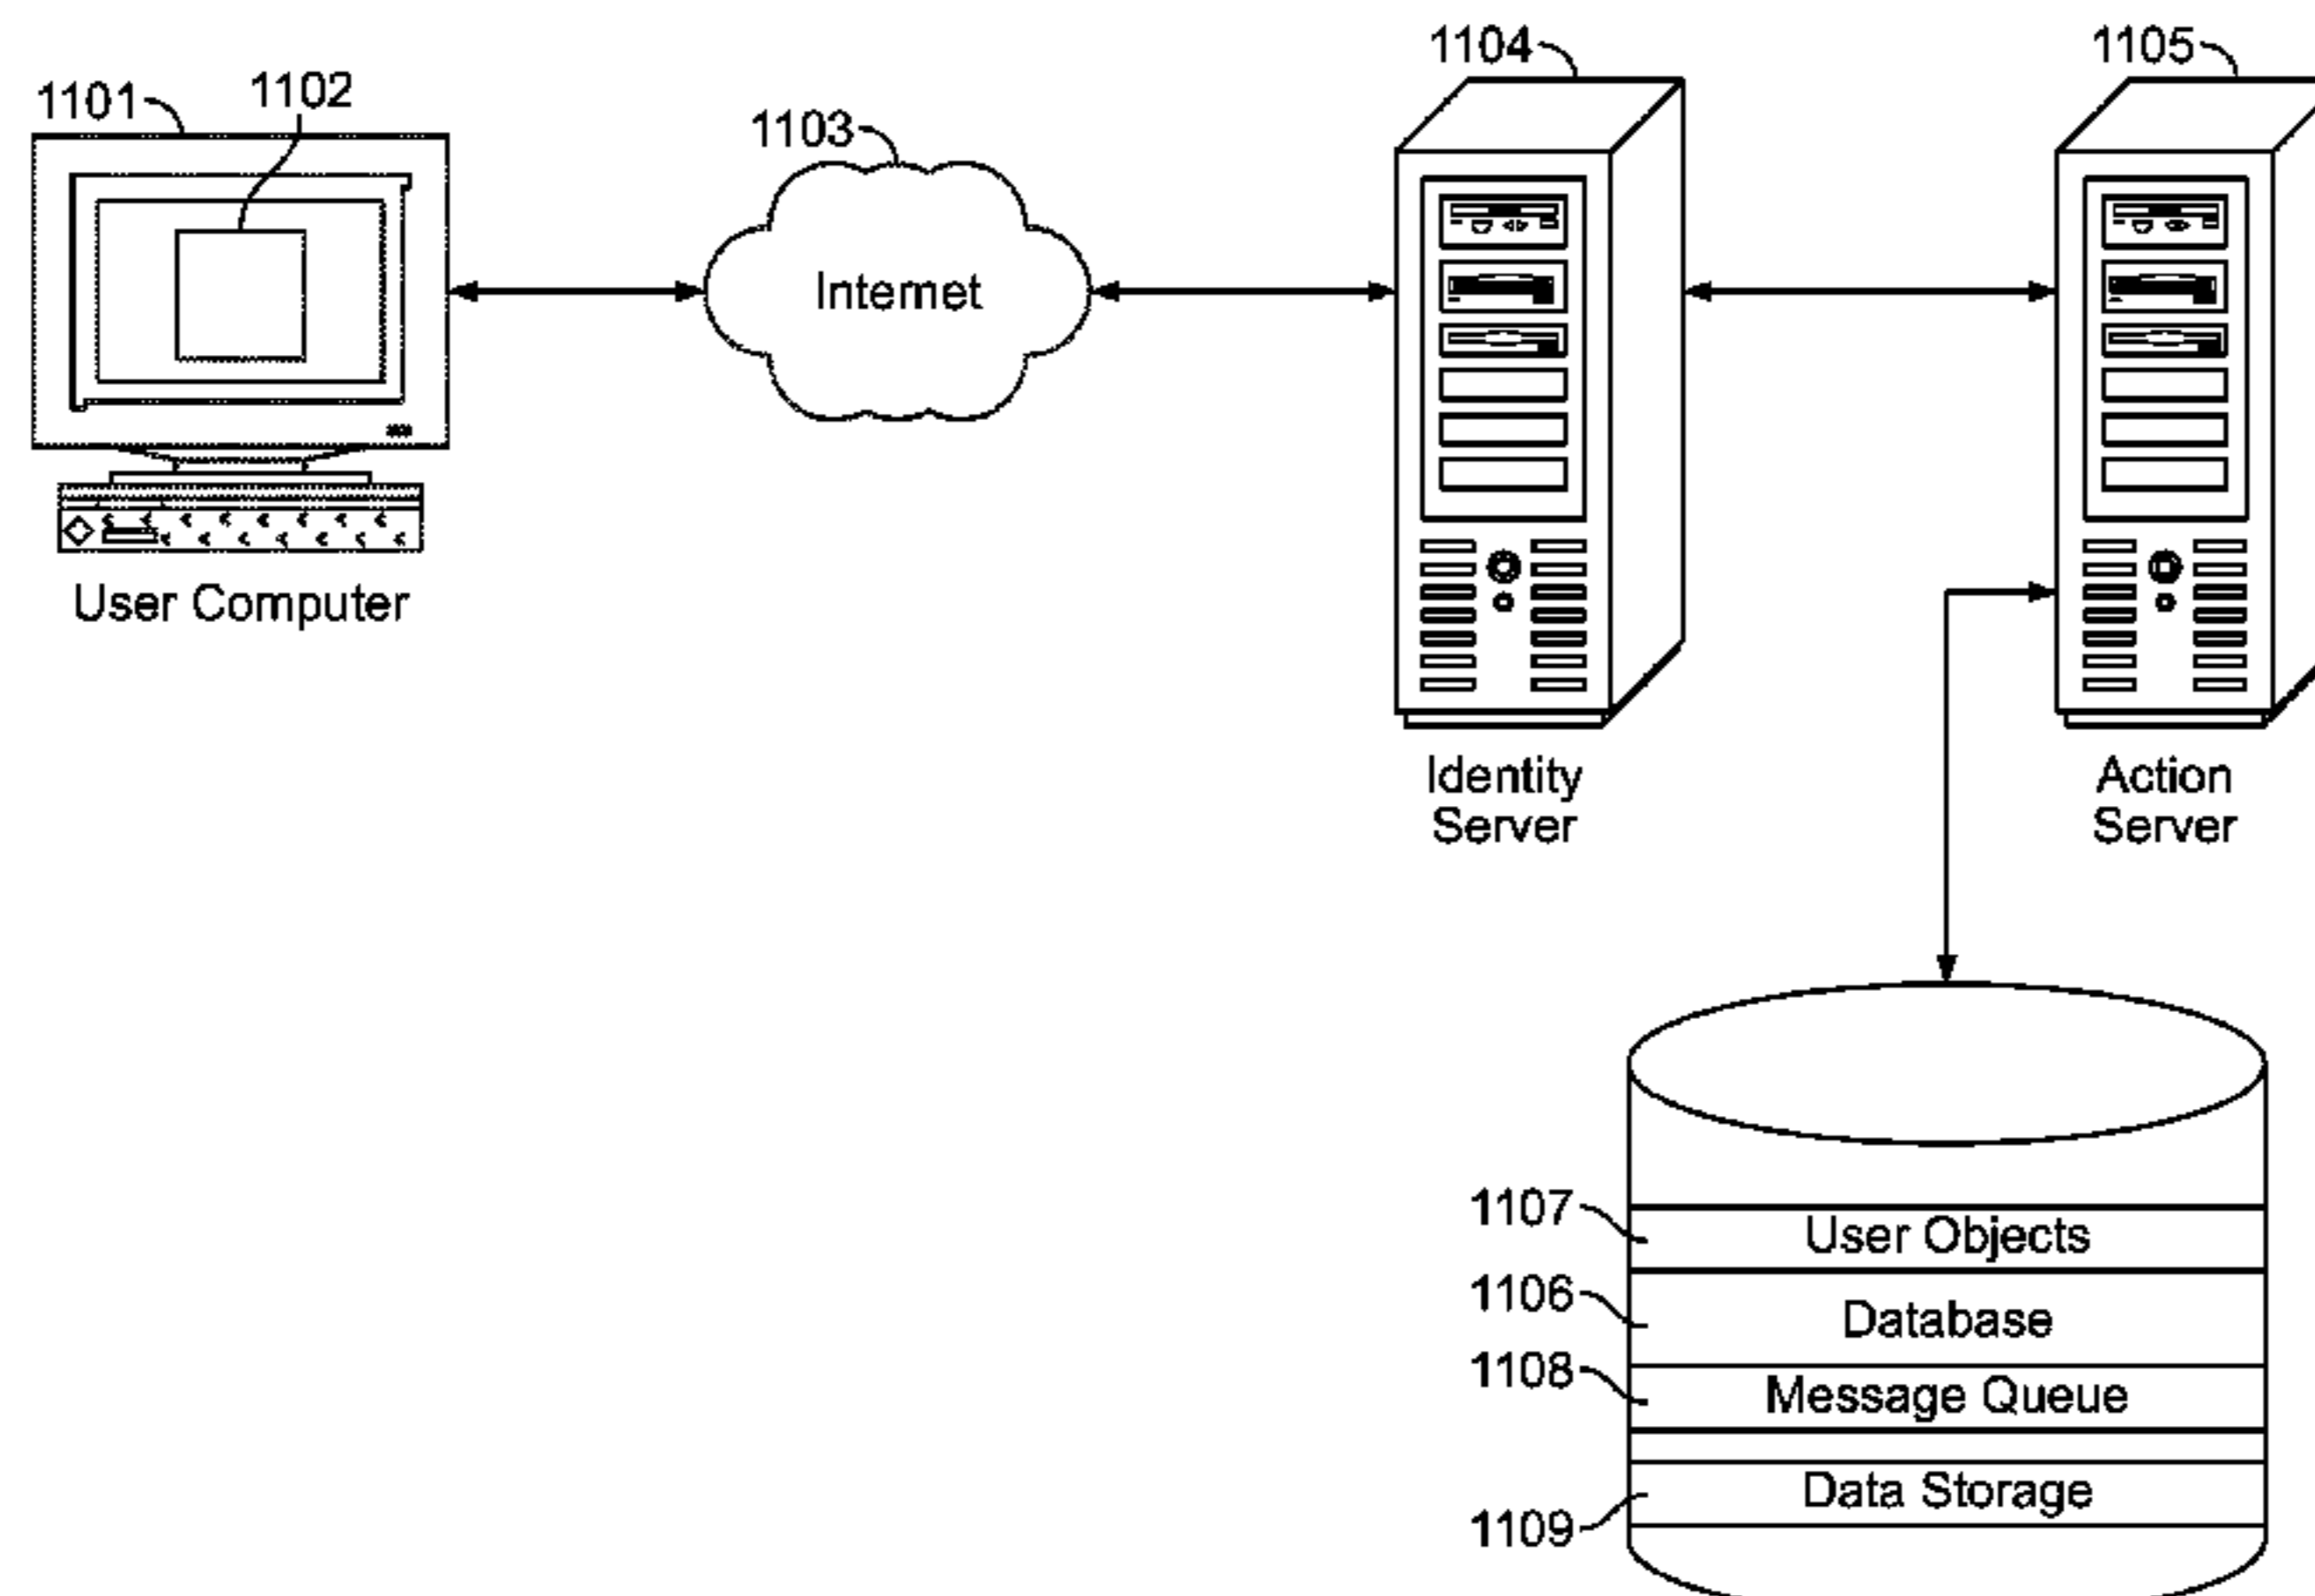 1101
1102
1103
1104
1105
Internet
User Computer
Identity
Server
Action
Server
1107
User Objects
1106
Database
1108
Message Queue
Data Storage
1109